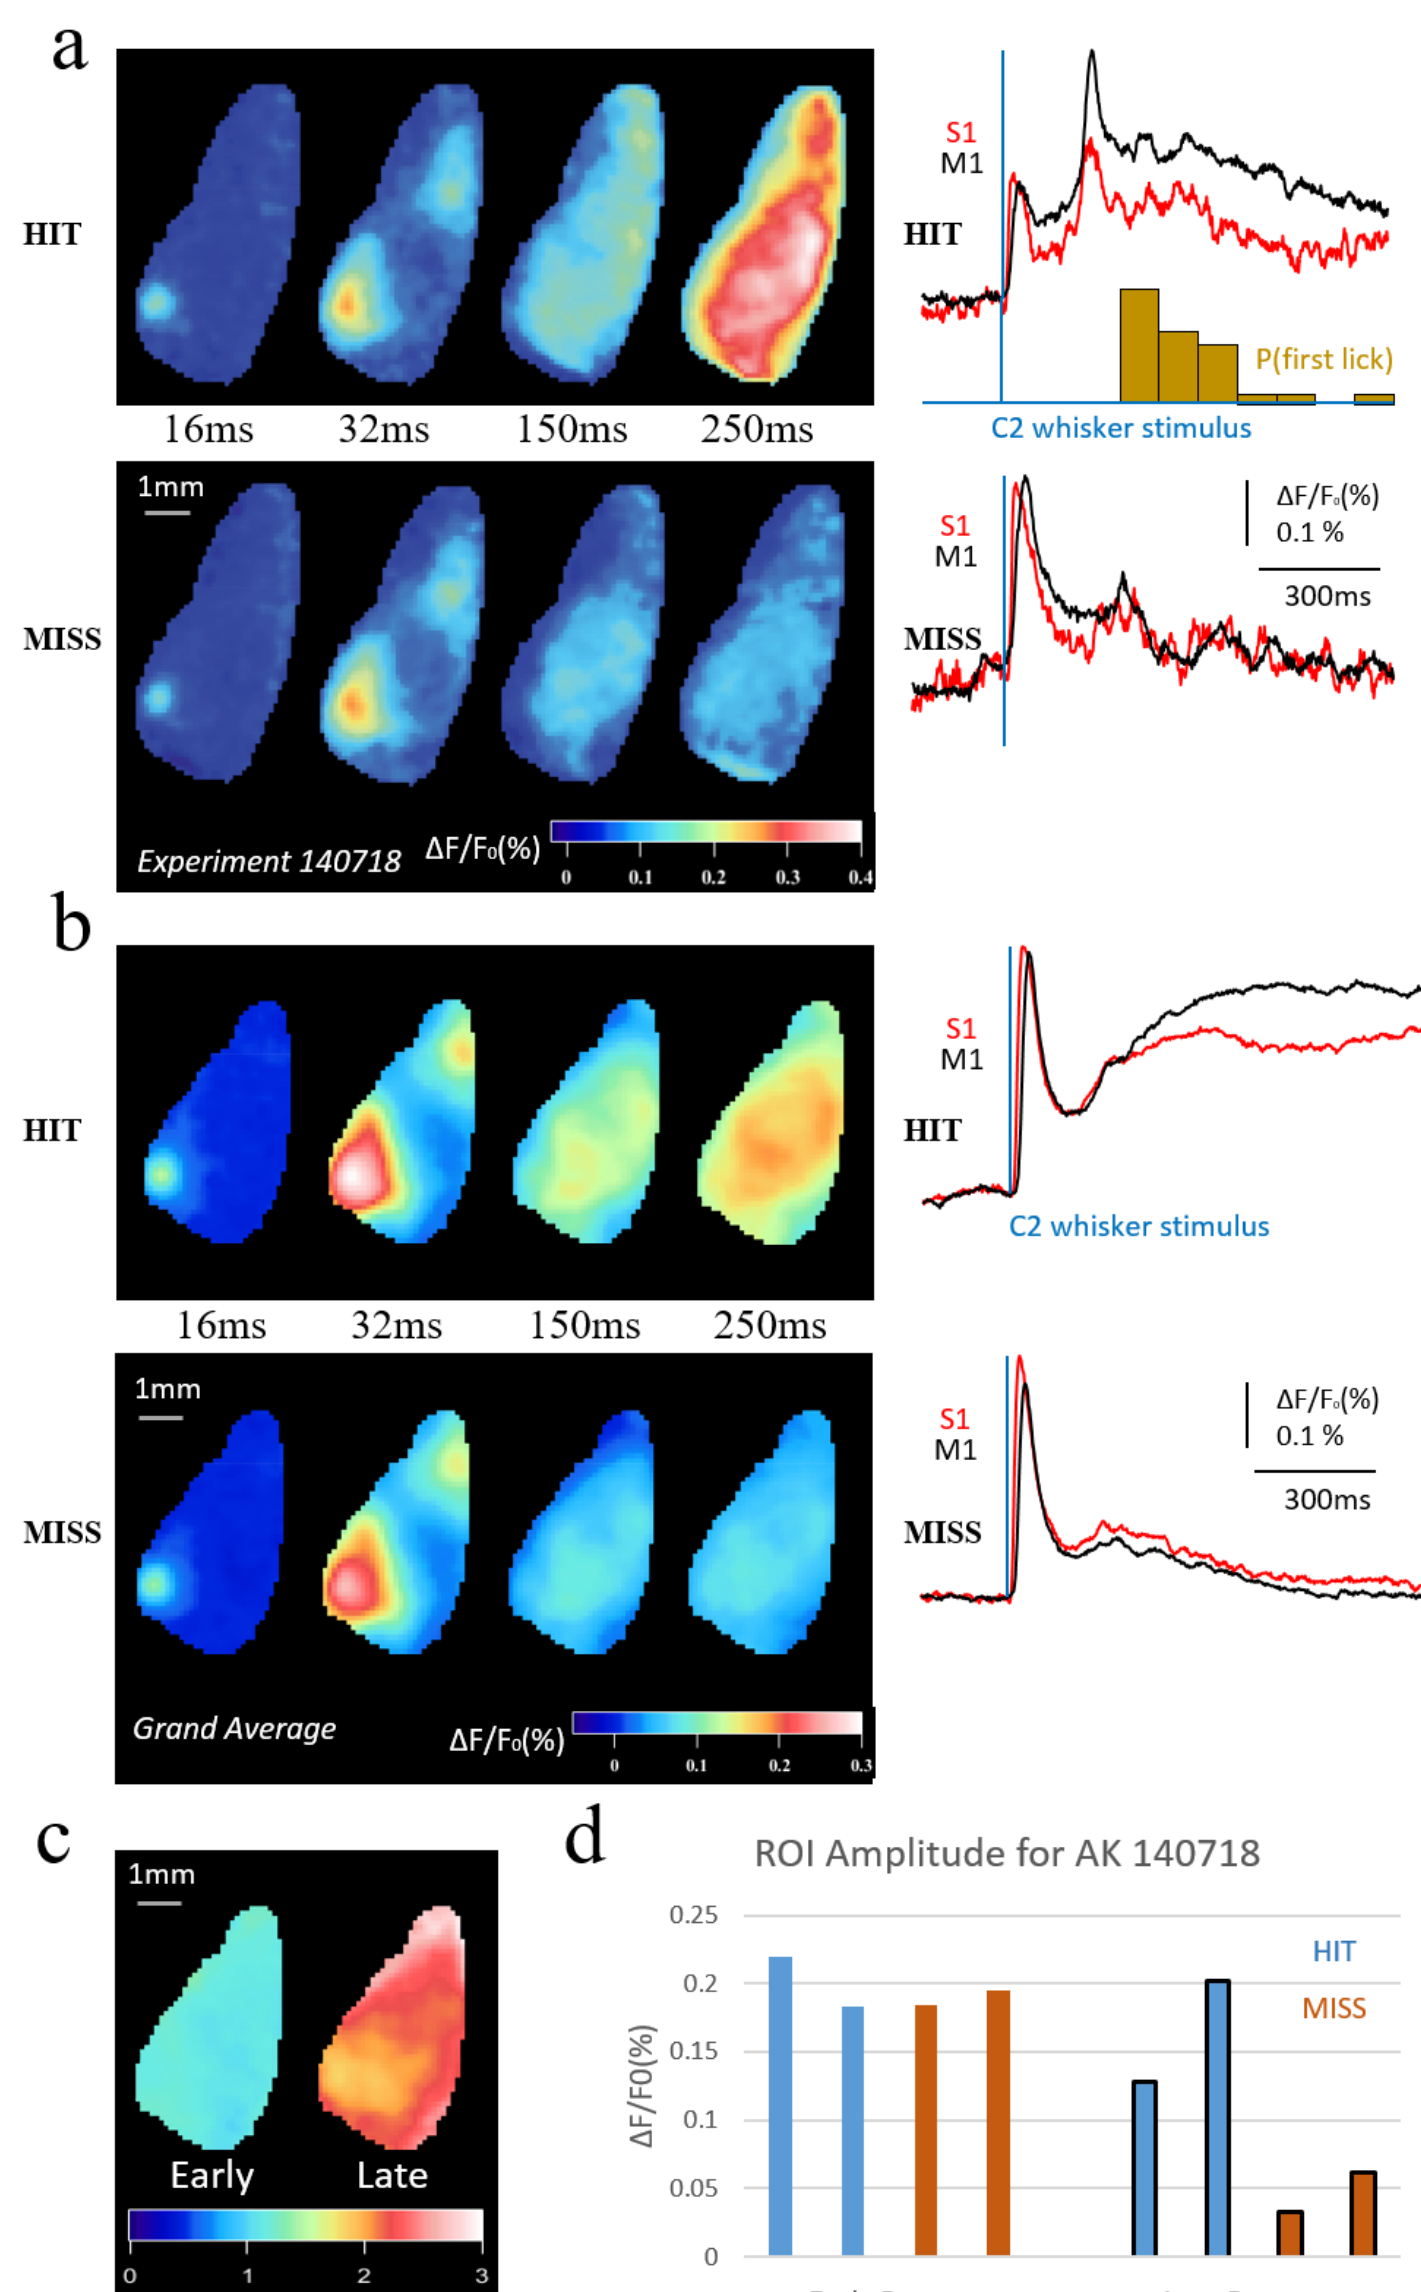 a
HIT
S1
M1
HIT
P(first lick)
16ms 32ms 150ms 250ms
C2 whisker stimulus
1mm
MISS
S1
M1
MISS
ΔF/F₀(%)
0.1 %
300ms
Experiment 140718
ΔF/F₀(%)
0 0.1 0.2 0.3 0.4
b
HIT
S1
M1
HIT
C2 whisker stimulus
16ms 32ms 150ms 250ms
1mm
MISS
S1
M1
MISS
ΔF/F₀(%)
0.1 %
300ms
Grand Average
ΔF/F₀(%)
0 0.1 0.2 0.3
c
1mm
Early Late
0 1 2 3
d
ROI Amplitude for AK 140718
ΔF/F0(%)
0.25
0.2
0.15
0.1
0.05
0
HIT
MISS